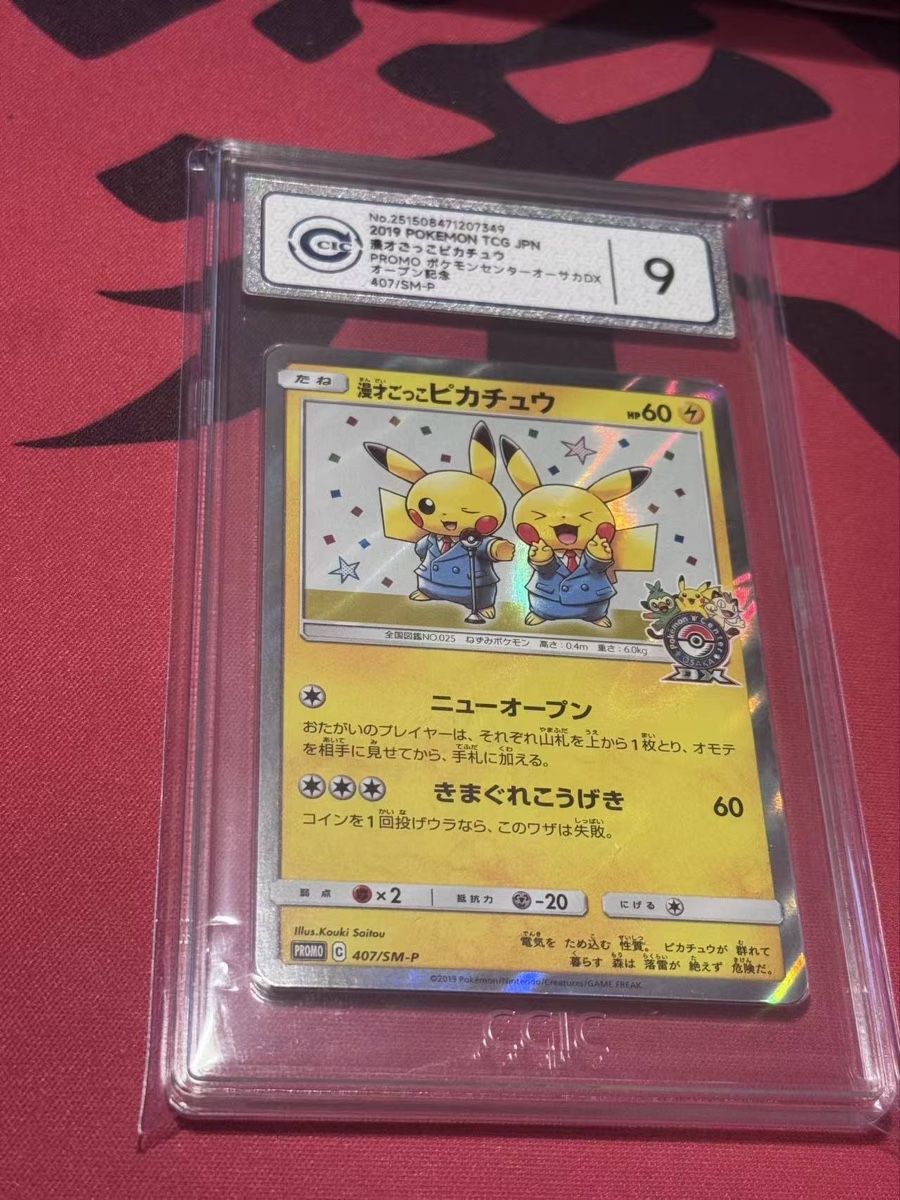 CCIC
No.251508471207349
2019 POKEMON TCG JPN
漫才ごっこピカチュウ
PROMO ポケモンセンターオーサカDX
オープン記念
407/SM-P
9
たね
漫才ごっこピカチュウ
まんざい
HP60
全国図鑑NO.025 ねずみポケモン 高さ:0.4m 重さ:6.0kg
Pokémon Center
OSAKA
DX
ニューオープン
おたがいのプレイヤーは、それぞれ山札を上から1枚とり、オモテ
を相手に見せてから、手札に加える。
きまぐれこうげき 60
コインを1回投げウラなら、このワザは失敗。
弱点 ×2 抵抗力 -20 にげる
Illus.Kouki Saitou
PROMO C 407/SM-P
電気を ため込む 性質。 ピカチュウが 群れて
暮らす 森は 落雷が 絶えず 危険だ。
©2019 Pokémon/Nintendo/Creatures/GAME FREAK.
CCIC